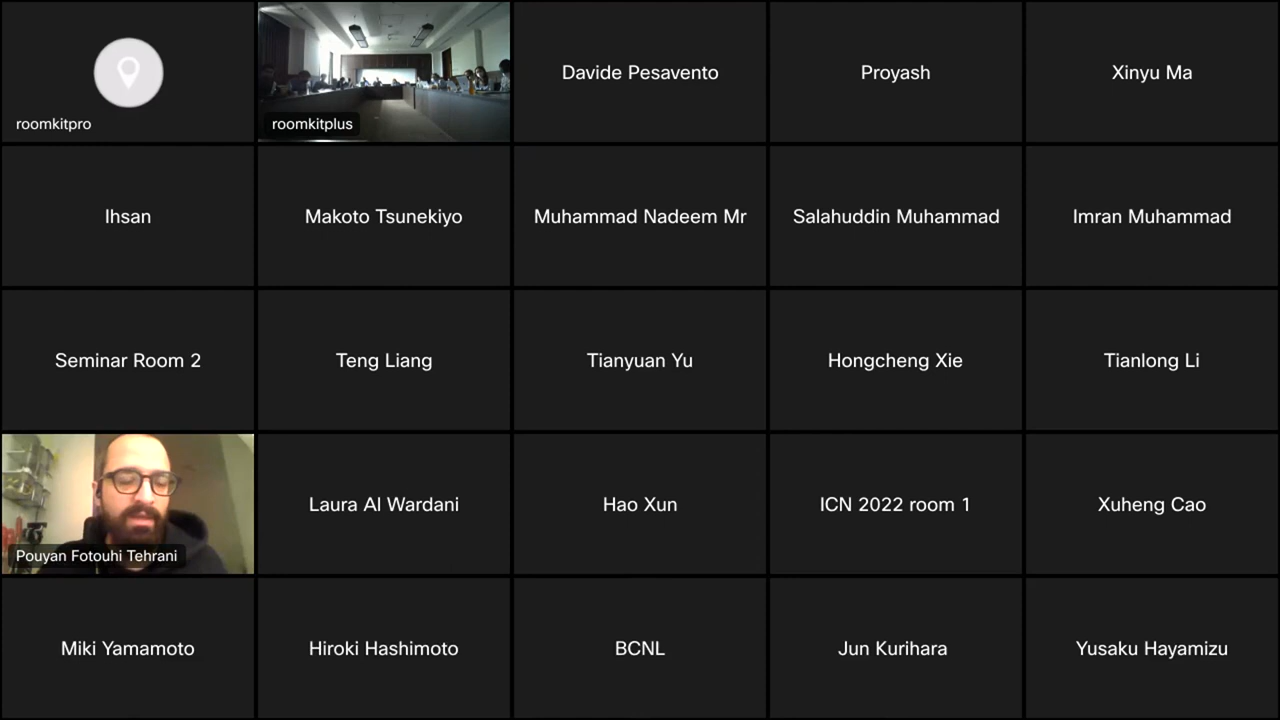 roomkitpro
roomkitplus
Davide Pesavento
Proyash
Xinyu Ma
Ihsan
Makoto Tsunekiyo
Muhammad Nadeem Mr
Salahuddin Muhammad
Imran Muhammad
Seminar Room 2
Teng Liang
Tianyuan Yu
Hongcheng Xie
Tianlong Li
Pouyan Fotouhi Tehrani
Laura Al Wardani
Hao Xun
ICN 2022 room 1
Xuheng Cao
Miki Yamamoto
Hiroki Hashimoto
BCNL
Jun Kurihara
Yusaku Hayamizu